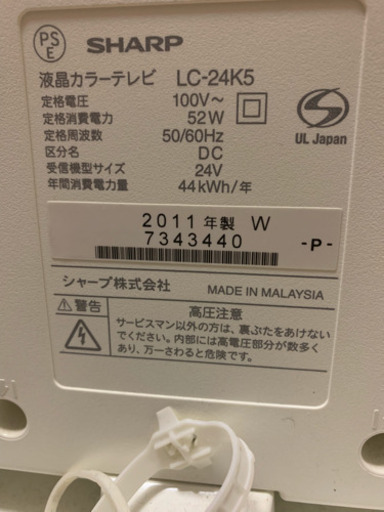 PS
E
SHARP
液晶カラーテレビ LC-24K5
定格電圧 100V～
定格消費電力 52W
定格周波数 50/60Hz
区分名 DC
受信機型サイズ 24V
年間消費電力量 44kWh/年
UL Japan
2011年製 W
7343440 -P-
シャープ株式会社 MADE IN MALAYSIA
警告 高圧注意
サービスマン以外の方は、裏ぶたをあけない
でください。内部には高電圧部分が数多く
あり、万一さわると危険です。